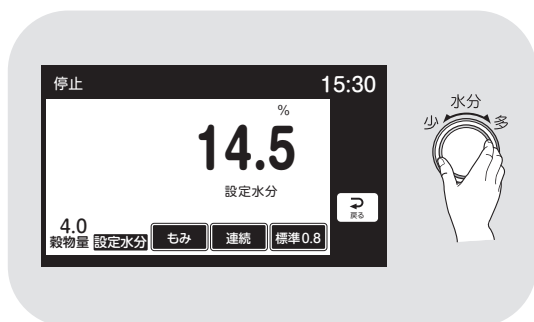 停止 15:30
%
14.5
設定水分
戻る
4.0
穀物量 設定水分 もみ 連続 標準0.8
水分
少 多